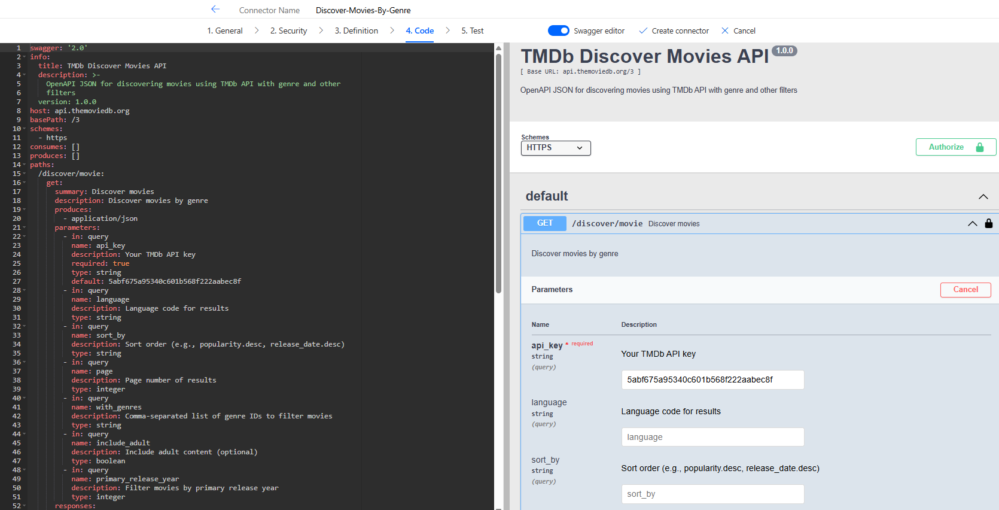 Connector Name Discover-Movies-By-Genre
1. General 2. Security 3. Definition 4. Code 5. Test Swagger editor Create connector Cancel
1 swagger: '2.0'
2 info:
3 title: TMDb Discover Movies API
4 description: >-
5 OpenAPI JSON for discovering movies using TMDb API with genre and other
6 filters
7 version: 1.0.0
8 host: api.themoviedb.org
9 basePath: /3
10 schemes:
11 - https
12 consumes: []
13 produces: []
14 paths:
15 /discover/movie:
16 get:
17 summary: Discover movies
18 description: Discover movies by genre
19 produces:
20 - application/json
21 parameters:
22 - in: query
23 name: api_key
24 description: Your TMDb API key
25 required: true
26 type: string
27 default: 5abf675a95340c601b568f222aabec8f
28 - in: query
29 name: language
30 description: Language code for results
31 type: string
32 - in: query
33 name: sort_by
34 description: Sort order (e.g., popularity.desc, release_date.desc)
35 type: string
36 - in: query
37 name: page
38 description: Page number of results
39 type: integer
40 - in: query
41 name: with_genres
42 description: Comma-separated list of genre IDs to filter movies
43 type: string
44 - in: query
45 name: include_adult
46 description: Include adult content (optional)
47 type: boolean
48 - in: query
49 name: primary_release_year
50 description: Filter movies by primary release year
51 type: integer
52 responses:
TMDb Discover Movies API 1.0.0
[ Base URL: api.themoviedb.org/3 ]
OpenAPI JSON for discovering movies using TMDb API with genre and other filters
Schemes
HTTPS
Authorize
default
GET /discover/movie Discover movies
Discover movies by genre
Parameters Cancel
Name Description
api_key * required
string
(query)
Your TMDb API key
5abf675a95340c601b568f222aabec8f
language
string
(query)
Language code for results
language
sort_by
string
(query)
Sort order (e.g., popularity.desc, release_date.desc)
sort_by